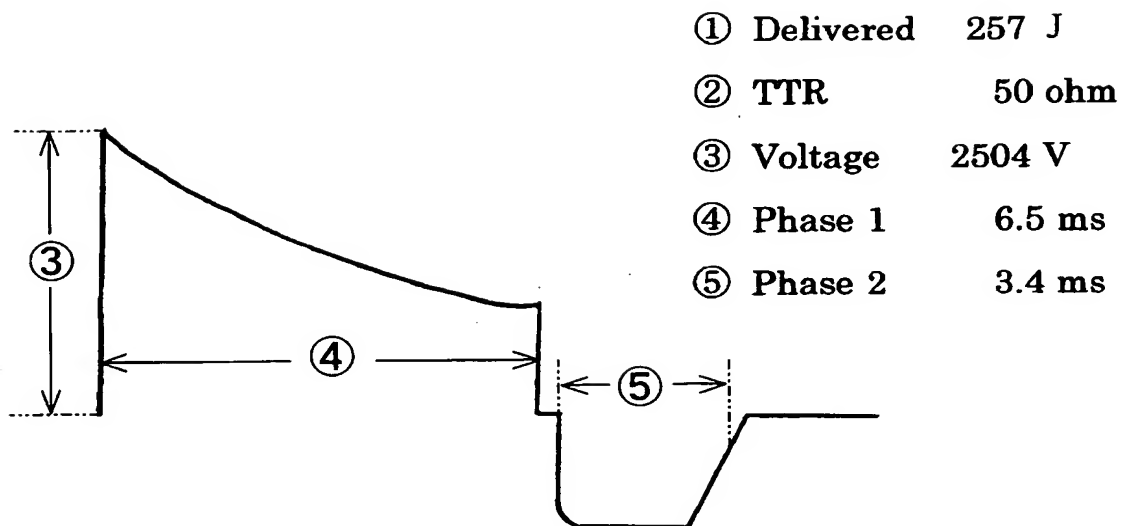 ① Delivered 257 J
② TTR 50 ohm
③ Voltage 2504 V
④ Phase 1 6.5 ms
⑤ Phase 2 3.4 ms
③
④
⑤